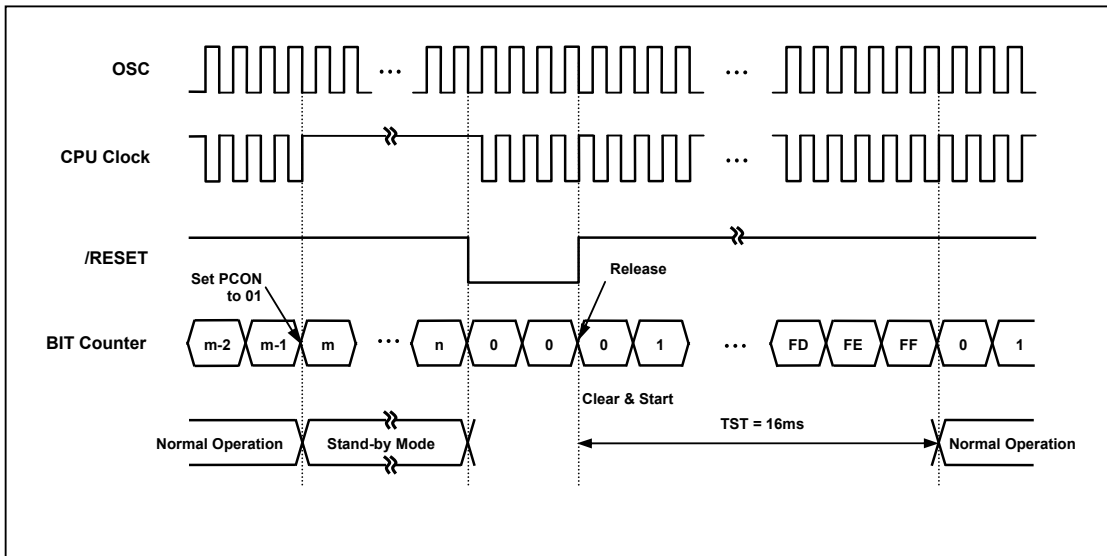 OSC
...
...
CPU Clock
...
/RESET
Release
Set PCON
to 01
BIT Counter
m-2 m-1 m ... n 0 0 0 1 ... FD FE FF 0 1
Clear & Start
TST = 16ms
Normal Operation Stand-by Mode Normal Operation